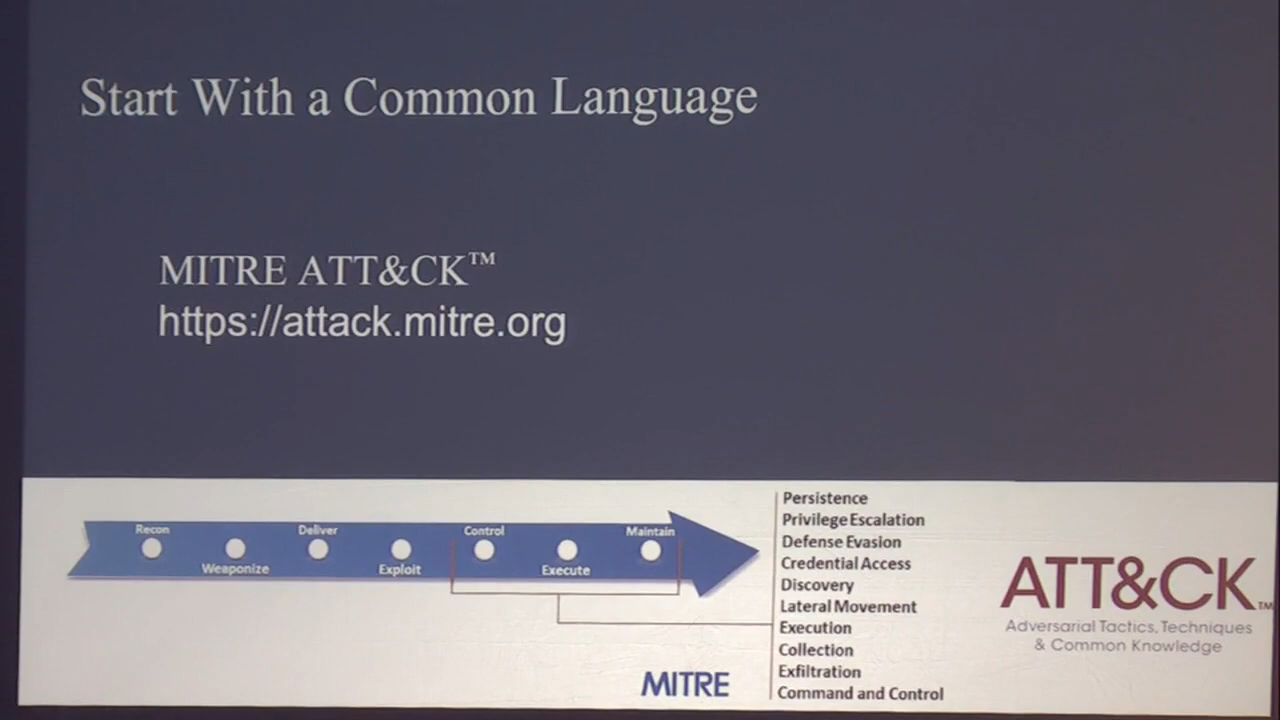 Start With a Common Language
MITRE ATT&CK™
https://attack.mitre.org
Recon
Weaponize
Deliver
Exploit
Control
Execute
Maintain
Persistence
Privilege Escalation
Defense Evasion
Credential Access
Discovery
Lateral Movement
Execution
Collection
Exfiltration
Command and Control
MITRE
ATT&CK™
Adversarial Tactics, Techniques
& Common Knowledge